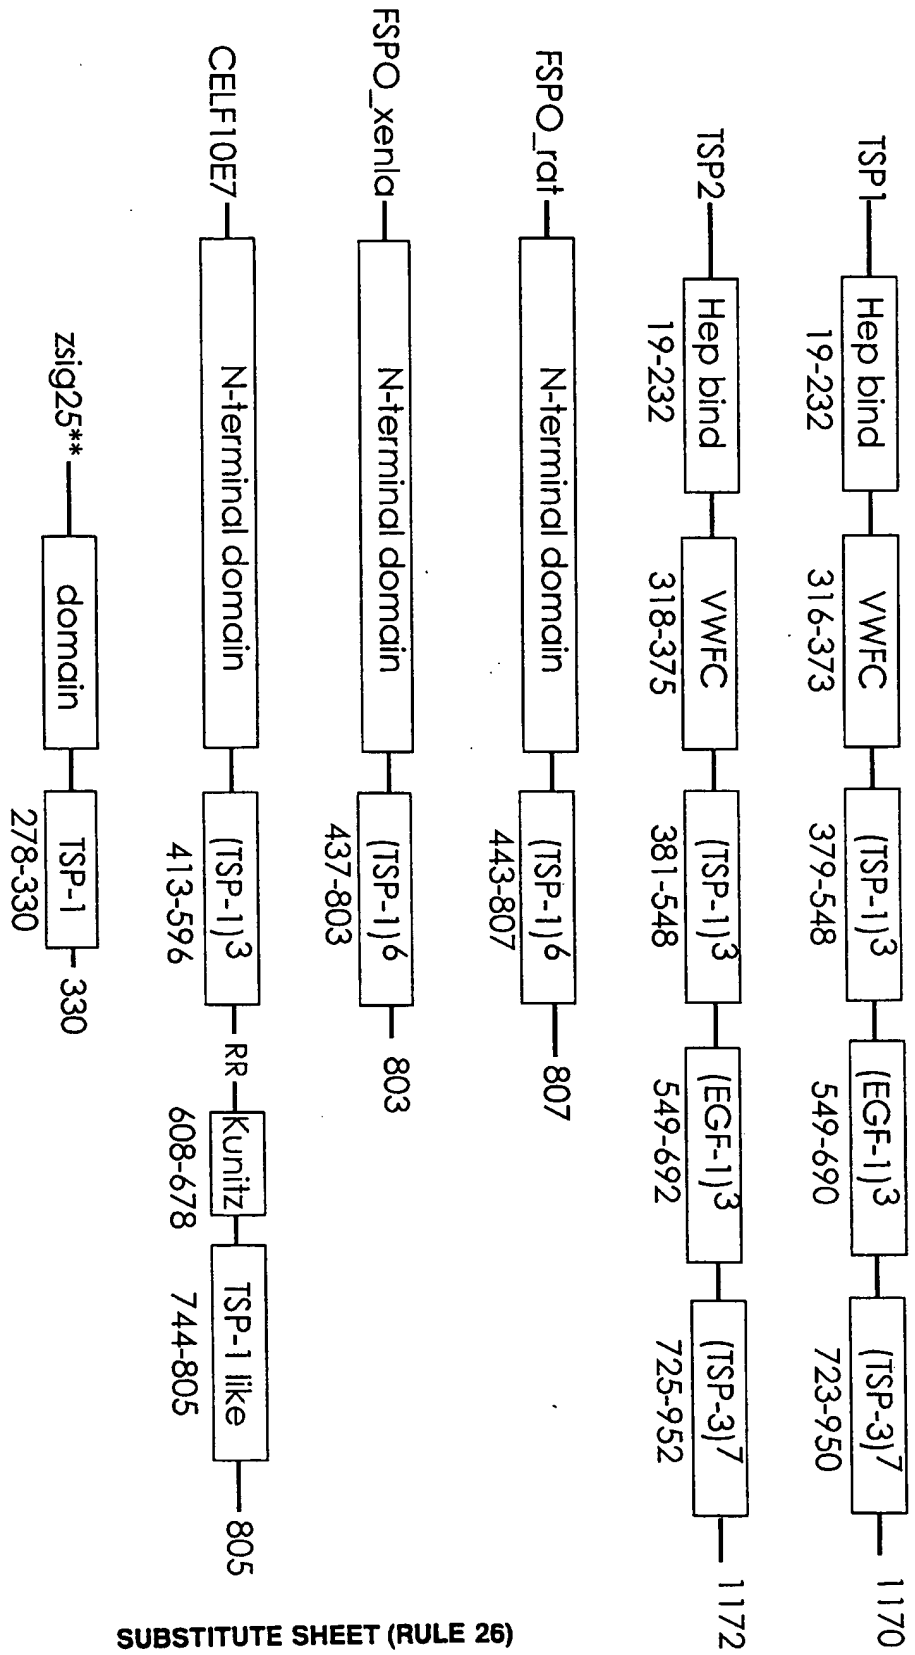 TSP1 Hep bind VWFC (TSP-1)3 (EGF-1)3 (TSP-3)7 1170
19-232 316-373 379-548 549-690 723-950
TSP2 Hep bind VWFC (TSP-1)3 (EGF-1)3 (TSP-3)7 1172
19-232 318-375 381-548 549-692 725-952
FSPO_rat N-terminal domain (TSP-1)6 807
443-807
FSPO_xenla N-terminal domain (TSP-1)6 803
437-803
CELF10E7 N-terminal domain (TSP-1)3 RR Kunitz TSP-1 like 805
413-596 608-678 744-805
zsig25** domain TSP-1 330
278-330
SUBSTITUTE SHEET (RULE 26)